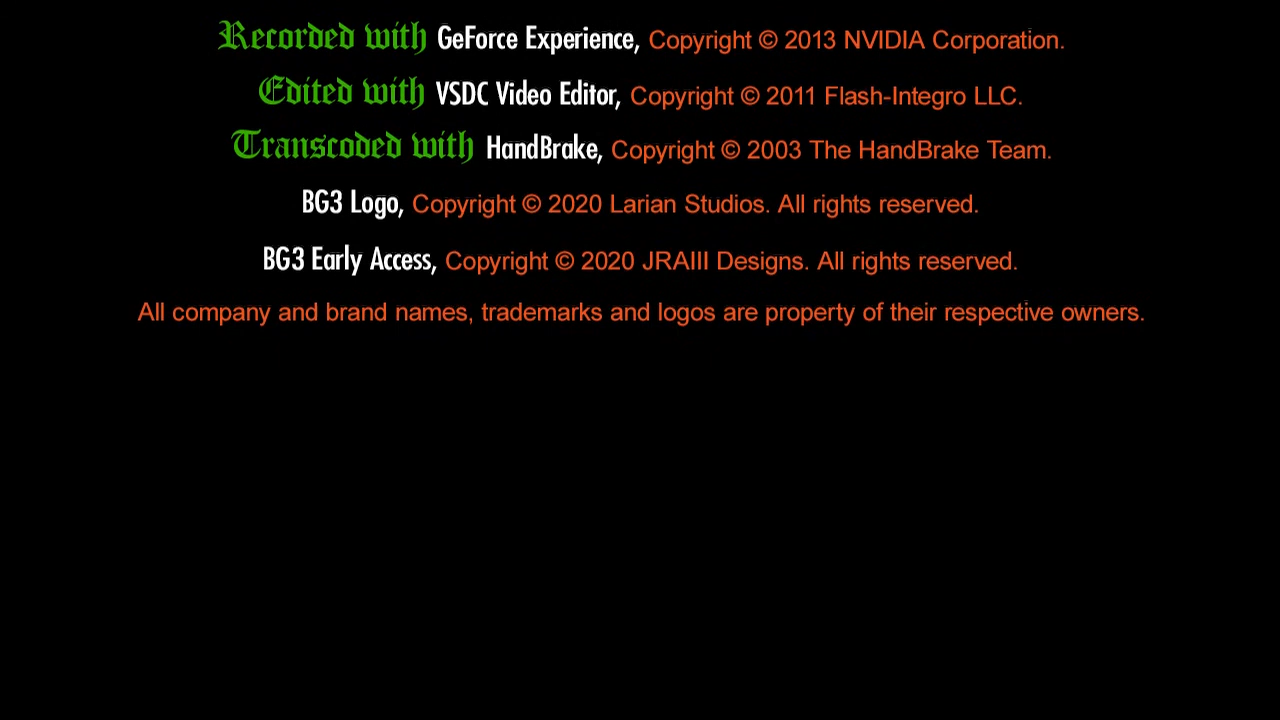 Recorded with GeForce Experience, Copyright © 2013 NVIDIA Corporation.
Edited with VSDC Video Editor, Copyright © 2011 Flash-Integro LLC.
Transcoded with HandBrake, Copyright © 2003 The HandBrake Team.
BG3 Logo, Copyright © 2020 Larian Studios. All rights reserved.
BG3 Early Access, Copyright © 2020 JRAIII Designs. All rights reserved.
All company and brand names, trademarks and logos are property of their respective owners.